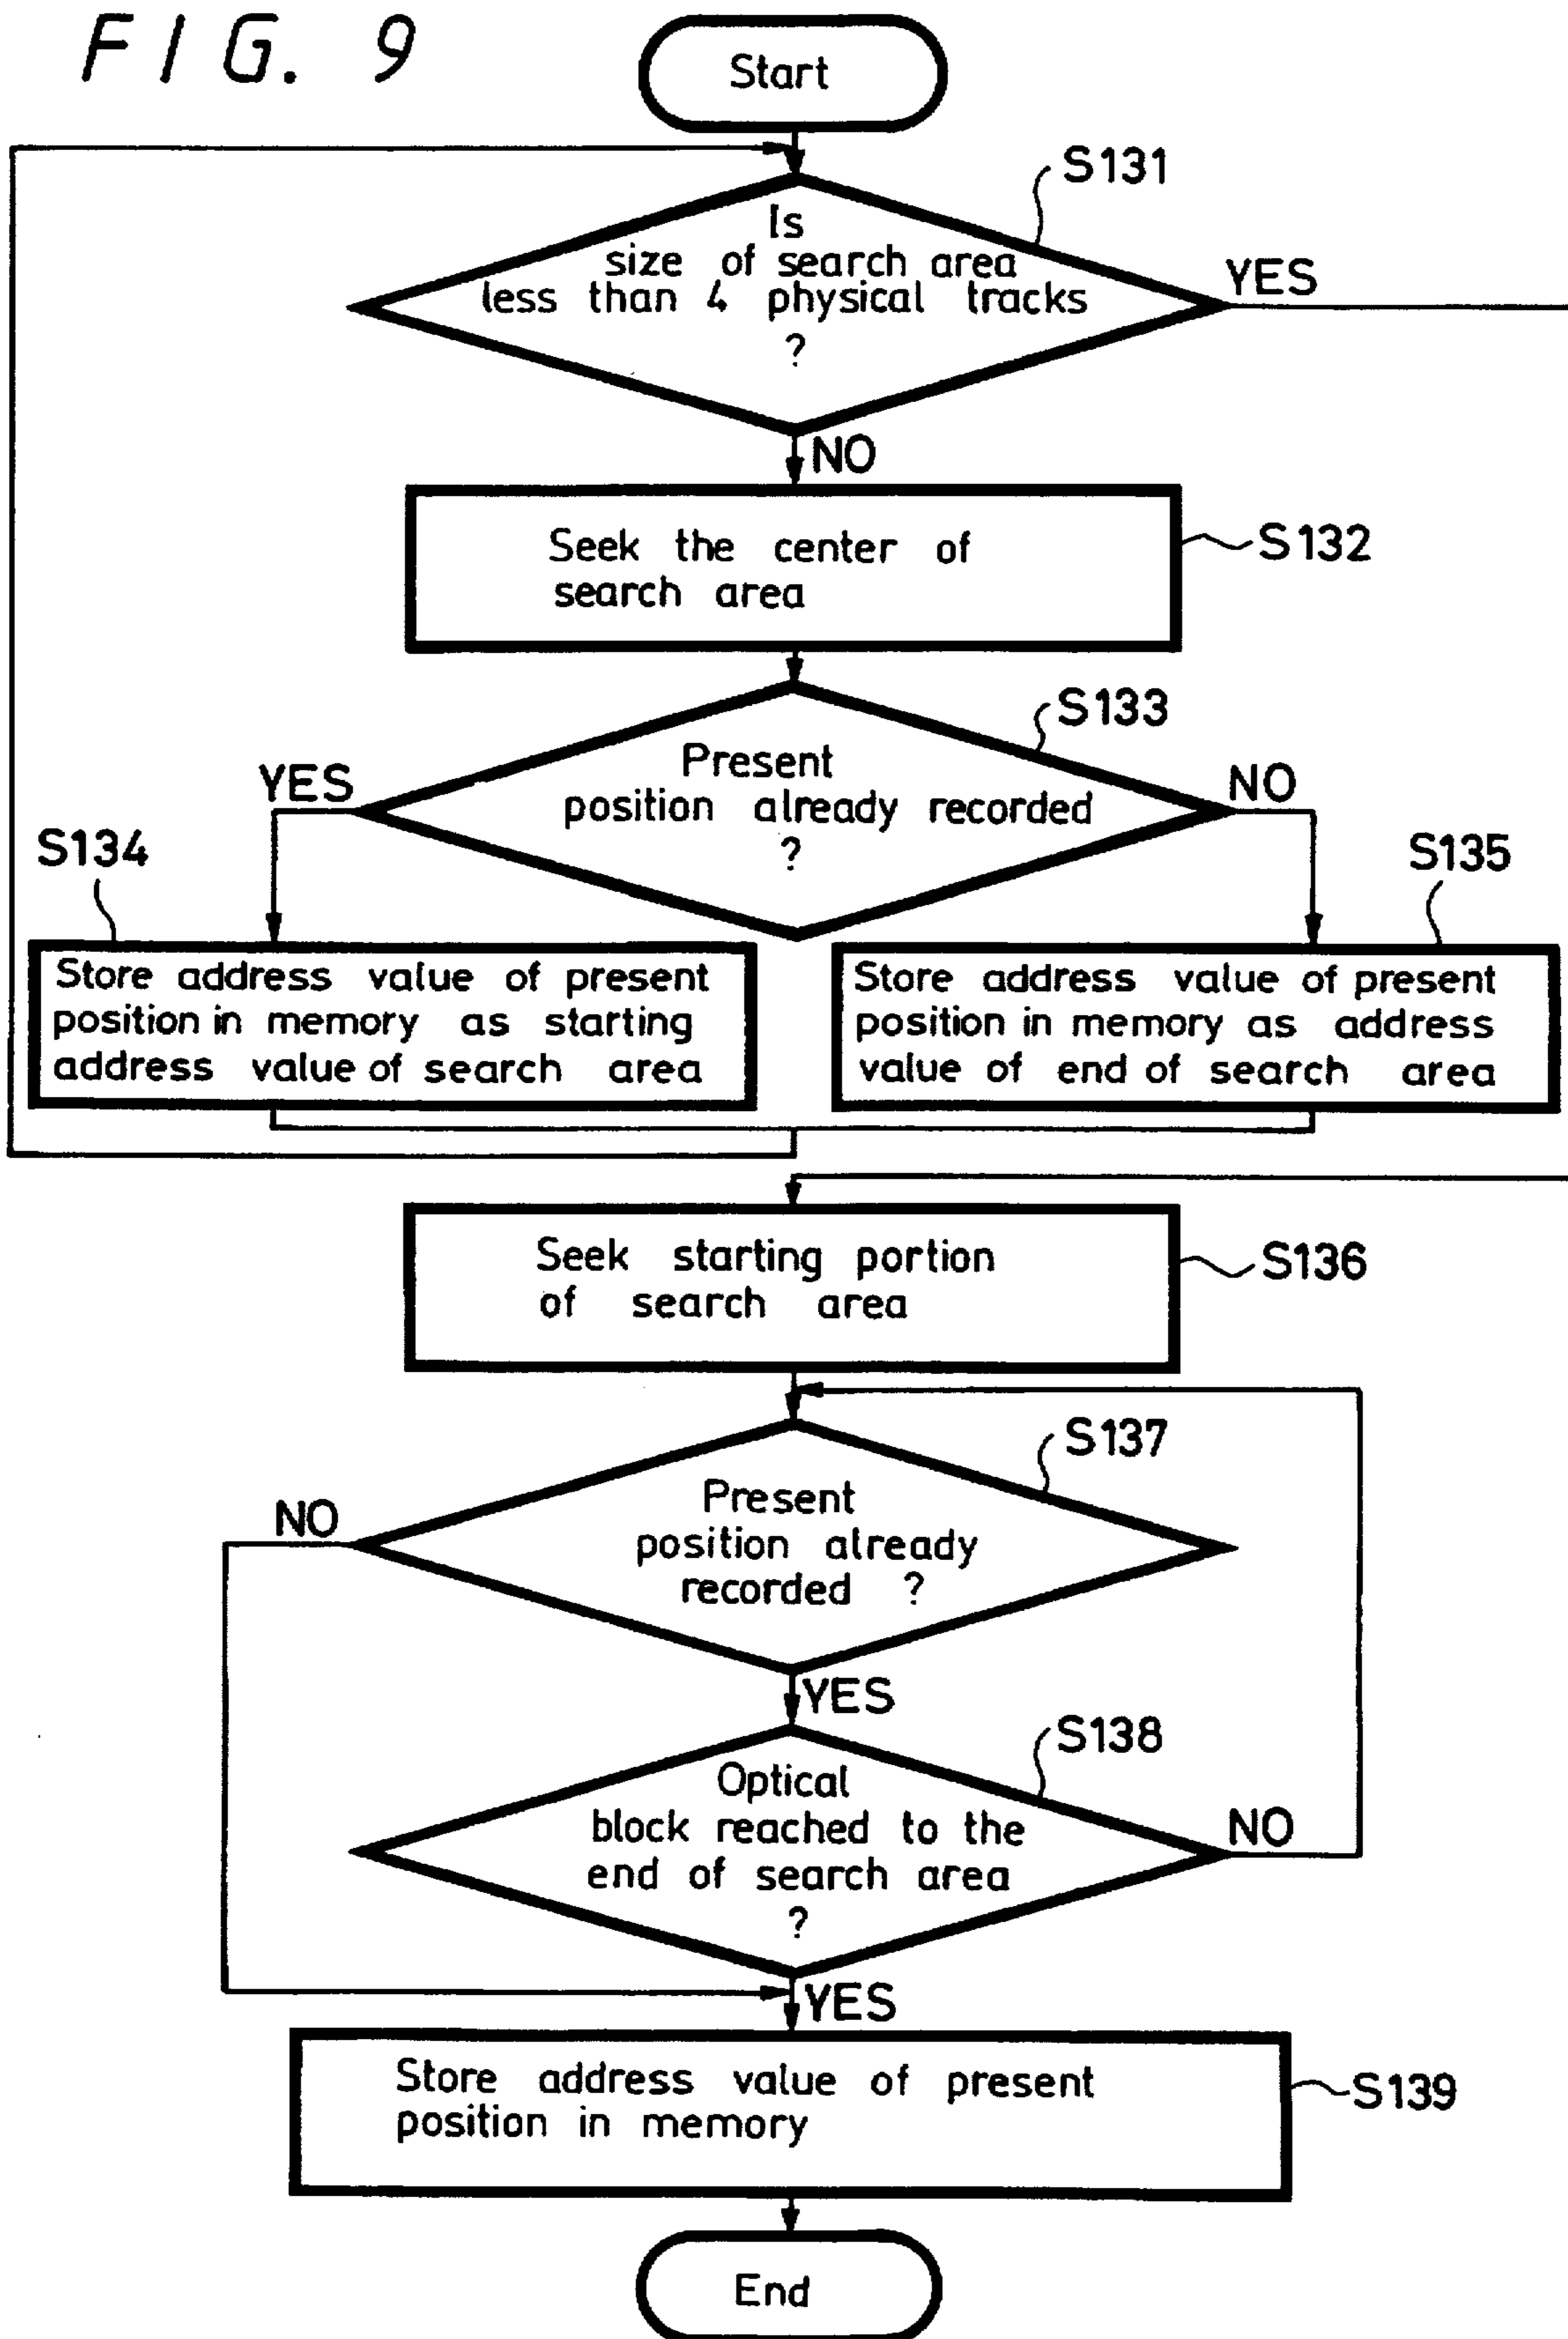 FIG. 9
Start
S131
Is
size of search area
less than 4 physical tracks
?
YES
NO
Seek the center of
search area
S132
S133
Present
position already recorded
?
YES
NO
S134
S135
Store address value of present
position in memory as starting
address value of search area
Store address value of present
position in memory as address
value of end of search area
Seek starting portion
of search area
S136
S137
Present
position already
recorded ?
NO
YES
S138
Optical
block reached to the
end of search area
?
NO
YES
Store address value of present
position in memory
S139
End